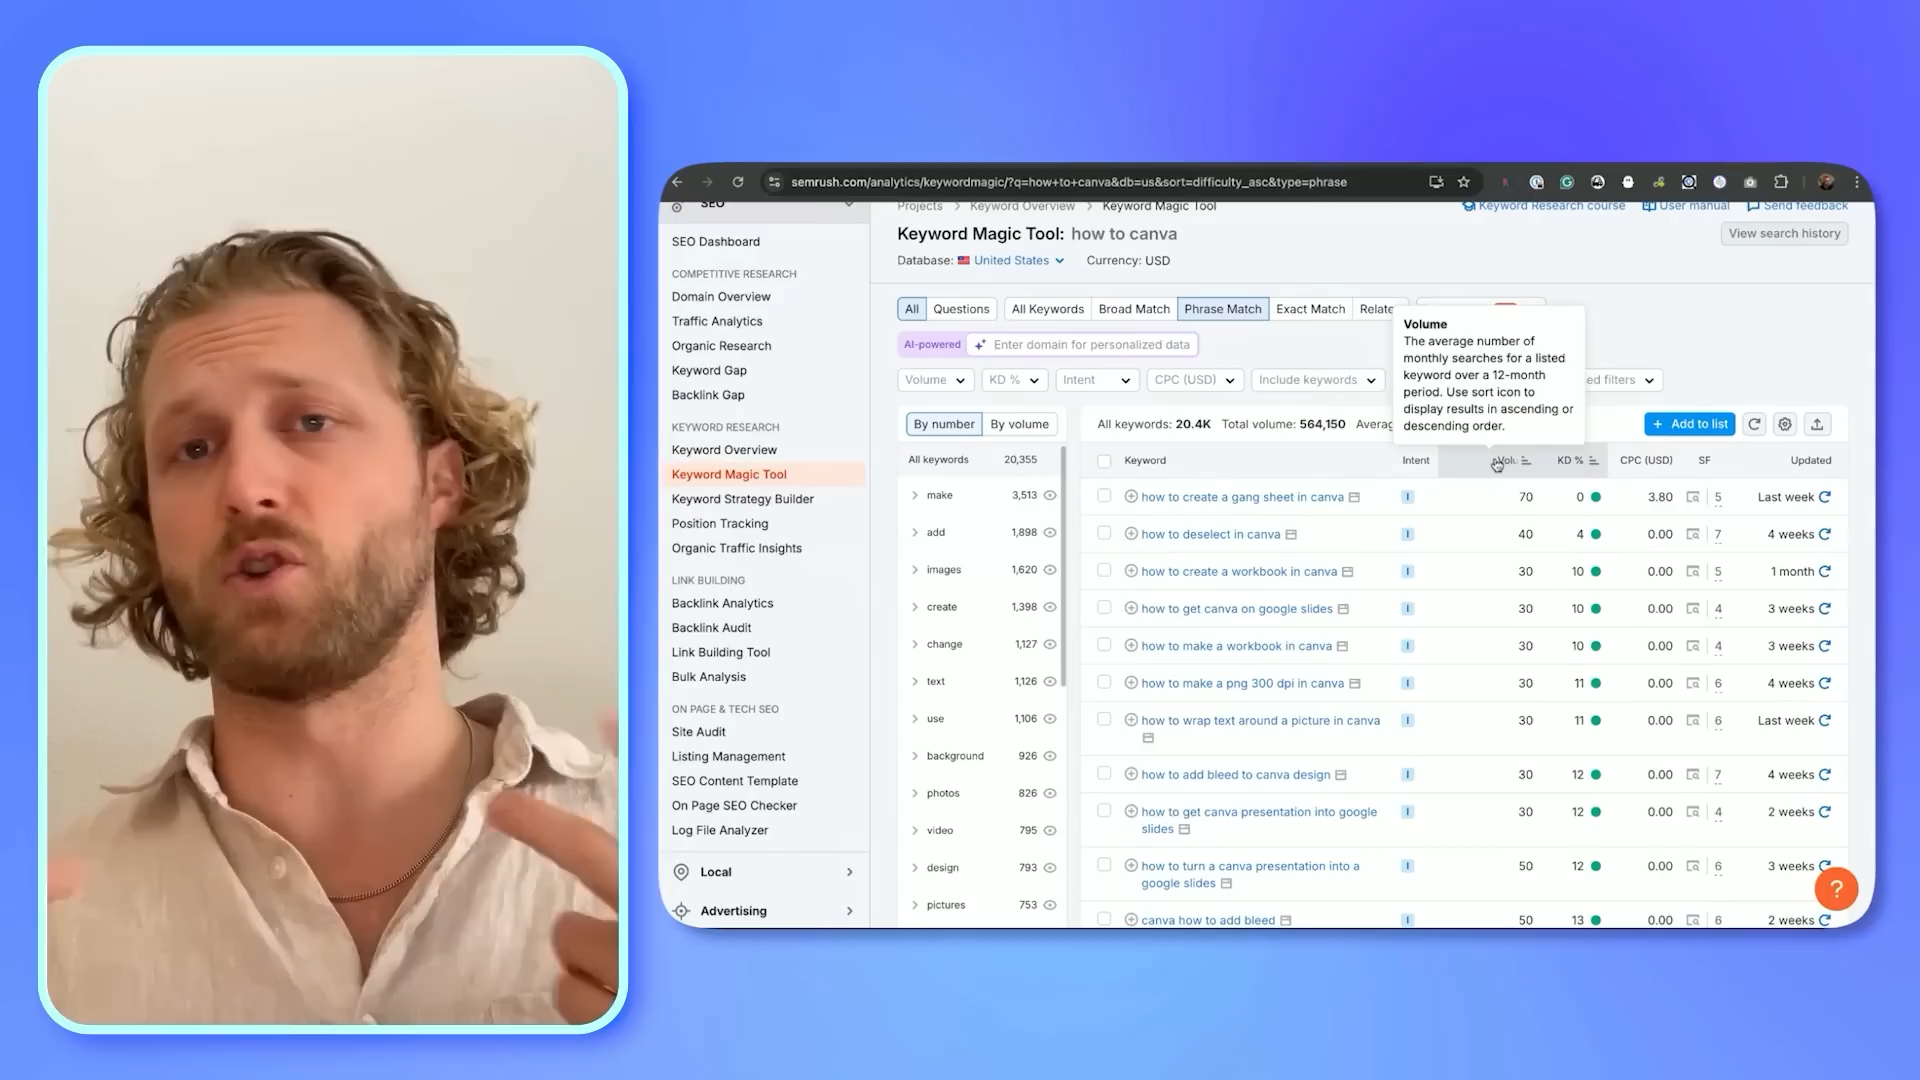 semrush.com/analytics/keywordmagic/?q=how+to+canva&db=us&sort=difficulty_asc&type=phrase
SEO
SEO Dashboard
COMPETITIVE RESEARCH
Domain Overview
Traffic Analytics
Organic Research
Keyword Gap
Backlink Gap
KEYWORD RESEARCH
Keyword Overview
Keyword Magic Tool
Keyword Strategy Builder
Position Tracking
Organic Traffic Insights
LINK BUILDING
Backlink Analytics
Backlink Audit
Link Building Tool
Bulk Analysis
ON PAGE & TECH SEO
Site Audit
Listing Management
SEO Content Template
On Page SEO Checker
Log File Analyzer
Local
Advertising
Projects > Keyword Overview > Keyword Magic Tool
Keyword Research course User manual Send feedback
Keyword Magic Tool: how to canva
View search history
Database: United States Currency: USD
All Questions All Keywords Broad Match Phrase Match Exact Match Relate
AI-powered Enter domain for personalized data
Volume KD % Intent CPC (USD) Include keywords ed filters
Volume
The average number of
monthly searches for a listed
keyword over a 12-month
period. Use sort icon to
display results in ascending or
descending order.
By number By volume
All keywords 20,355
make 3,513
add 1,898
images 1,620
create 1,398
change 1,127
text 1,126
use 1,106
background 926
photos 826
video 795
design 793
pictures 753
All keywords: 20.4K Total volume: 564,150 Averag
+ Add to list
Keyword Intent Volu KD % CPC (USD) SF Updated
how to create a gang sheet in canva I 70 0 3.80 5 Last week
how to deselect in canva I 40 4 0.00 7 4 weeks
how to create a workbook in canva I 30 10 0.00 5 1 month
how to get canva on google slides I 30 10 0.00 4 3 weeks
how to make a workbook in canva I 30 10 0.00 4 3 weeks
how to make a png 300 dpi in canva I 30 11 0.00 6 4 weeks
how to wrap text around a picture in canva I 30 11 0.00 6 Last week
how to add bleed to canva design I 30 12 0.00 7 4 weeks
how to get canva presentation into google
slides I 30 12 0.00 4 2 weeks
how to turn a canva presentation into a
google slides I 50 12 0.00 6 3 weeks
canva how to add bleed I 50 13 0.00 6 2 weeks
?